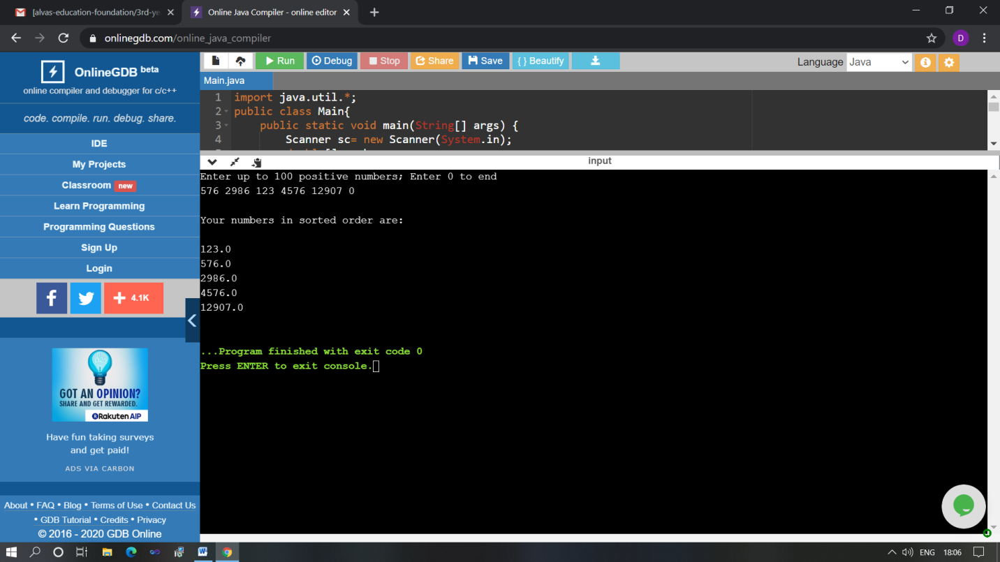 [alvas-education-foundation/3rd-ye
Online Java Compiler - online editor
onlinegdb.com/online_java_compiler
D
OnlineGDB beta
online compiler and debugger for c/c++
code. compile. run. debug. share.
IDE
My Projects
Classroom new
Learn Programming
Programming Questions
Sign Up
Login
4.1K
GOT AN OPINION?
SHARE AND GET REWARDED.
Rakuten AIP
Have fun taking surveys
and get paid!
ADS VIA CARBON
About • FAQ • Blog • Terms of Use • Contact Us
• GDB Tutorial • Credits • Privacy
© 2016 - 2020 GDB Online
Run Debug Stop Share Save { } Beautify
Language Java
Main.java
1 import java.util.*;
2 public class Main{
3 public static void main(String[] args) {
4 Scanner sc= new Scanner(System.in);
input
Enter up to 100 positive numbers; Enter 0 to end
576 2986 123 4576 12907 0
Your numbers in sorted order are:
123.0
576.0
2986.0
4576.0
12907.0
...Program finished with exit code 0
Press ENTER to exit console.
ENG 18:06